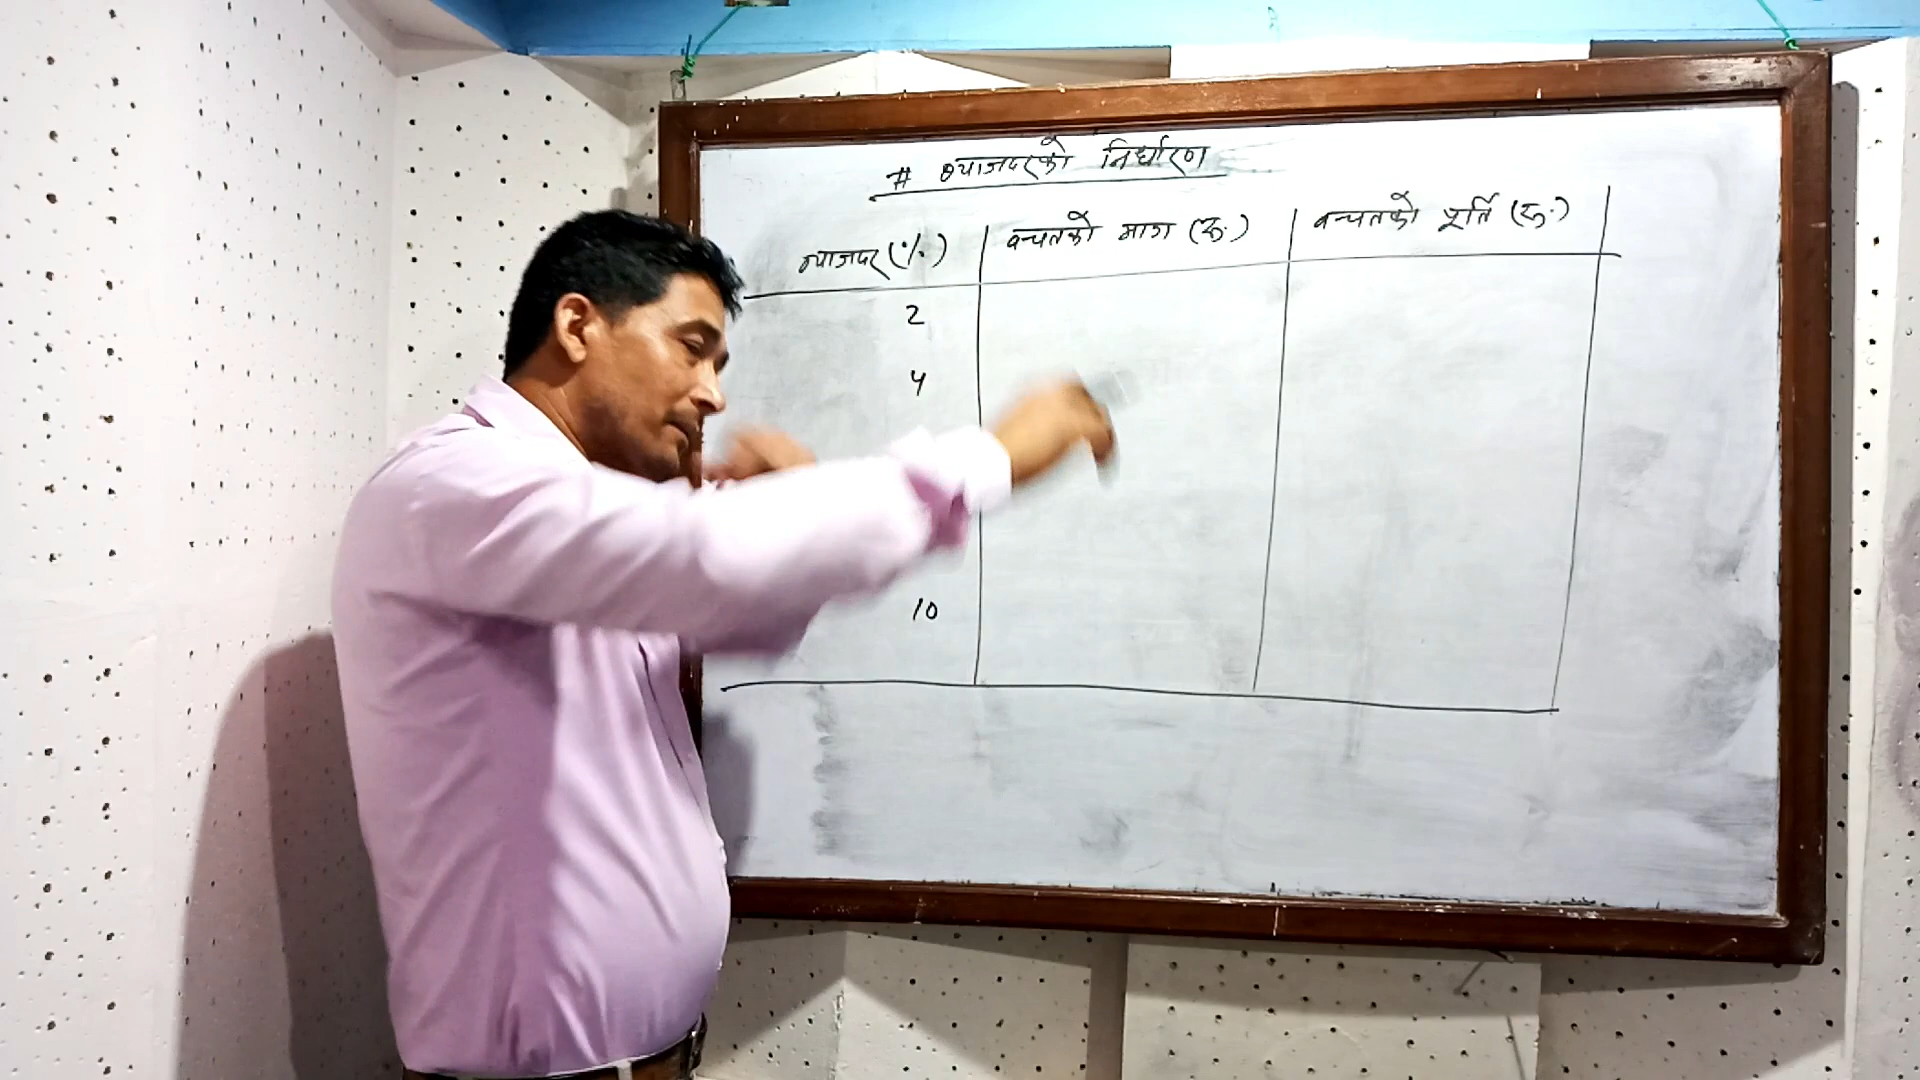 # ब्याजदरको निर्धारण
ब्याजदर (%) बचतको माग (रु.) बचतको पूर्ति (रु.)
2
4
10